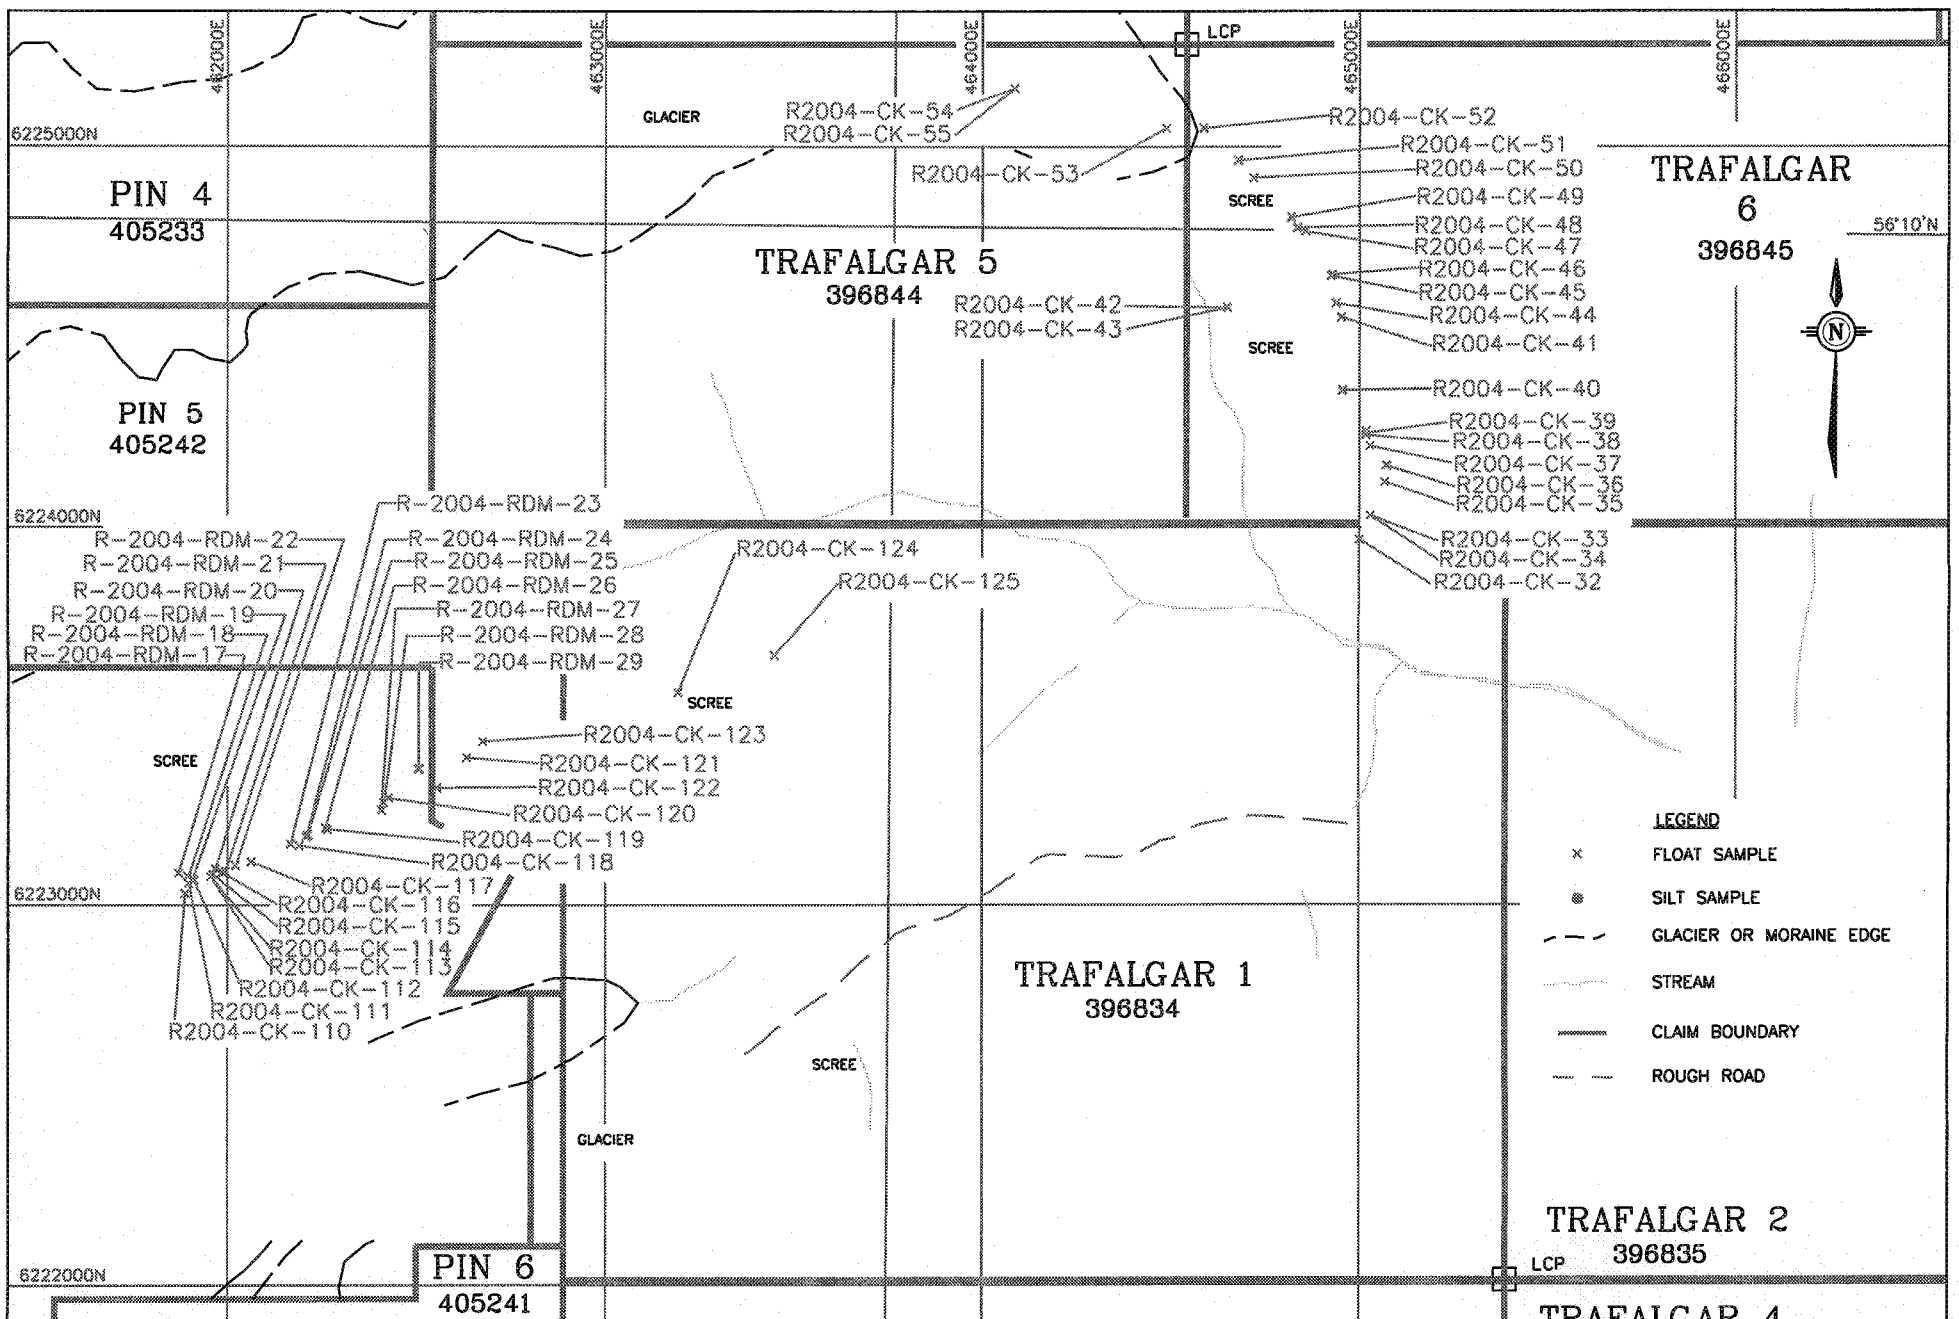 462000E
463000E
464000E
465000E
466000E
LCP
6225000N
GLACIER
R2004-CK-54
R2004-CK-55
R2004-CK-53
R2004-CK-52
R2004-CK-51
R2004-CK-50
R2004-CK-49
R2004-CK-48
R2004-CK-47
R2004-CK-46
R2004-CK-45
R2004-CK-44
R2004-CK-41
R2004-CK-40
R2004-CK-39
R2004-CK-38
R2004-CK-37
R2004-CK-36
R2004-CK-35
R2004-CK-33
R2004-CK-34
R2004-CK-32
SCREE
TRAFALGAR
6
396845
56°10'N
N
PIN 4
405233
TRAFALGAR 5
396844
R2004-CK-42
R2004-CK-43
SCREE
PIN 5
405242
6224000N
R-2004-RDM-23
R-2004-RDM-22
R-2004-RDM-21
R-2004-RDM-20
R-2004-RDM-19
R-2004-RDM-18
R-2004-RDM-17
R-2004-RDM-24
R-2004-RDM-25
R-2004-RDM-26
R-2004-RDM-27
R-2004-RDM-28
R-2004-RDM-29
R2004-CK-124
R2004-CK-125
SCREE
SCREE
R2004-CK-123
R2004-CK-121
R2004-CK-122
R2004-CK-120
R2004-CK-119
R2004-CK-118
R2004-CK-117
R2004-CK-116
R2004-CK-115
R2004-CK-114
R2004-CK-113
R2004-CK-112
R2004-CK-111
R2004-CK-110
6223000N
TRAFALGAR 1
396834
SCREE
GLACIER
LEGEND
FLOAT SAMPLE
SILT SAMPLE
GLACIER OR MORAINE EDGE
STREAM
CLAIM BOUNDARY
ROUGH ROAD
TRAFALGAR 2
396835
LCP
6222000N
PIN 6
405241
TRAFALGAR 4